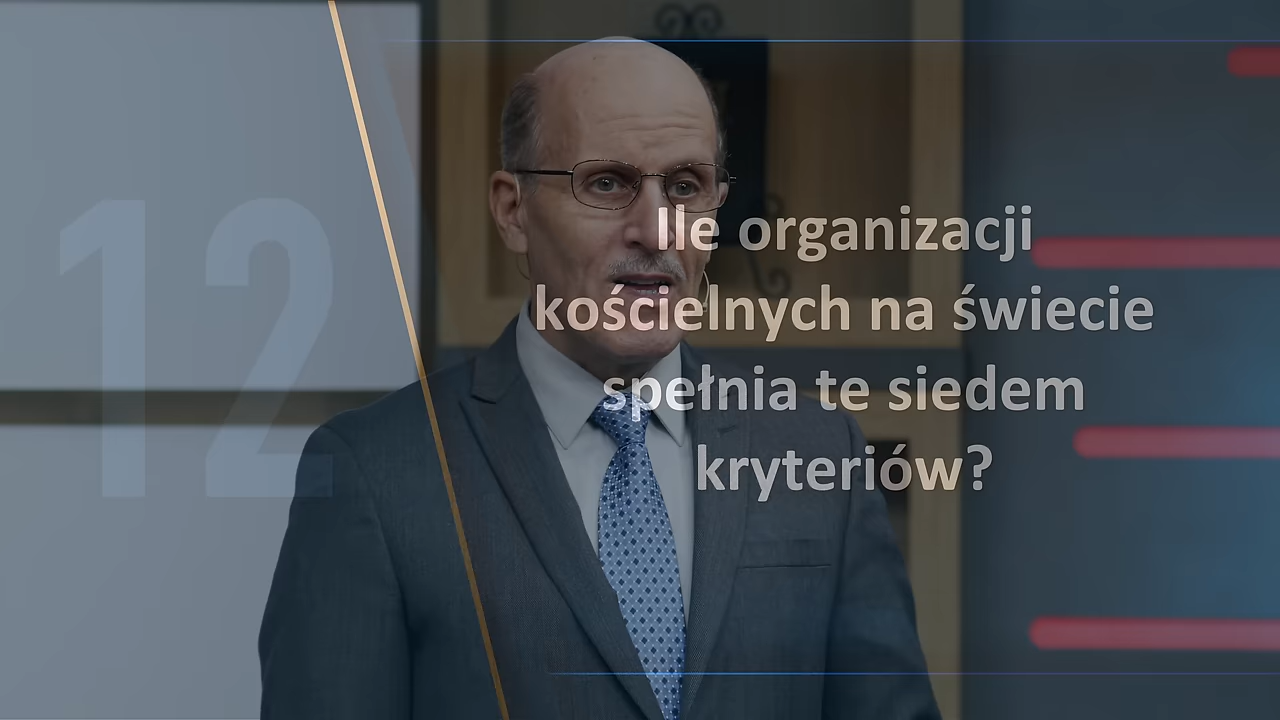 12
Ile organizacji
kościelnych na świecie
spełnia te siedem
kryteriów?